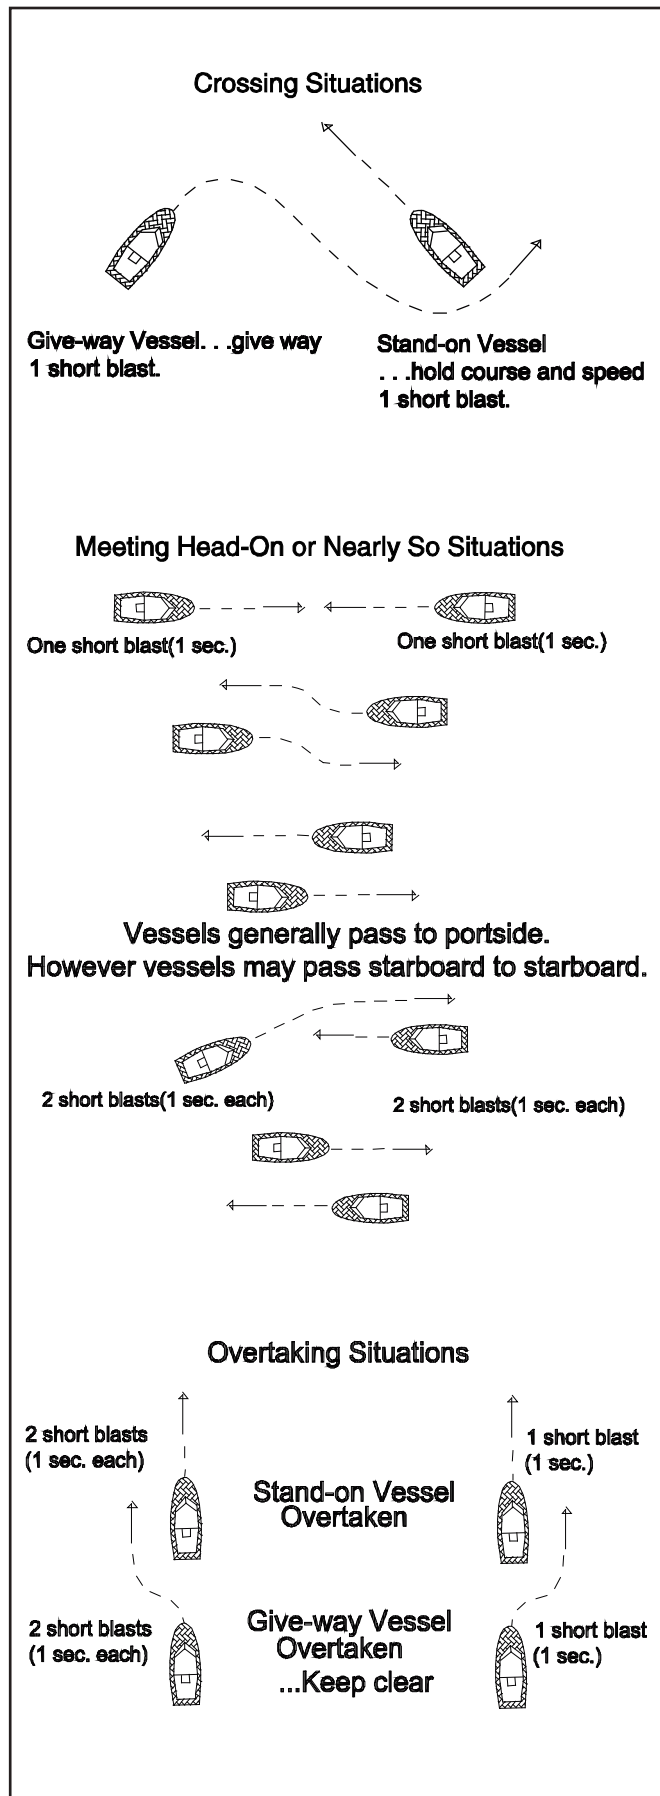 Crossing Situations
Give-way Vessel. . .give way
1 short blast.
Stand-on Vessel
. . .hold course and speed
1 short blast.
Meeting Head-On or Nearly So Situations
One short blast(1 sec.)
One short blast(1 sec.)
Vessels generally pass to portside.
However vessels may pass starboard to starboard.
2 short blasts(1 sec. each)
2 short blasts(1 sec. each)
Overtaking Situations
2 short blasts
(1 sec. each)
1 short blast
(1 sec.)
Stand-on Vessel
Overtaken
2 short blasts
(1 sec. each)
Give-way Vessel
Overtaken
...Keep clear
1 short blast
(1 sec.)